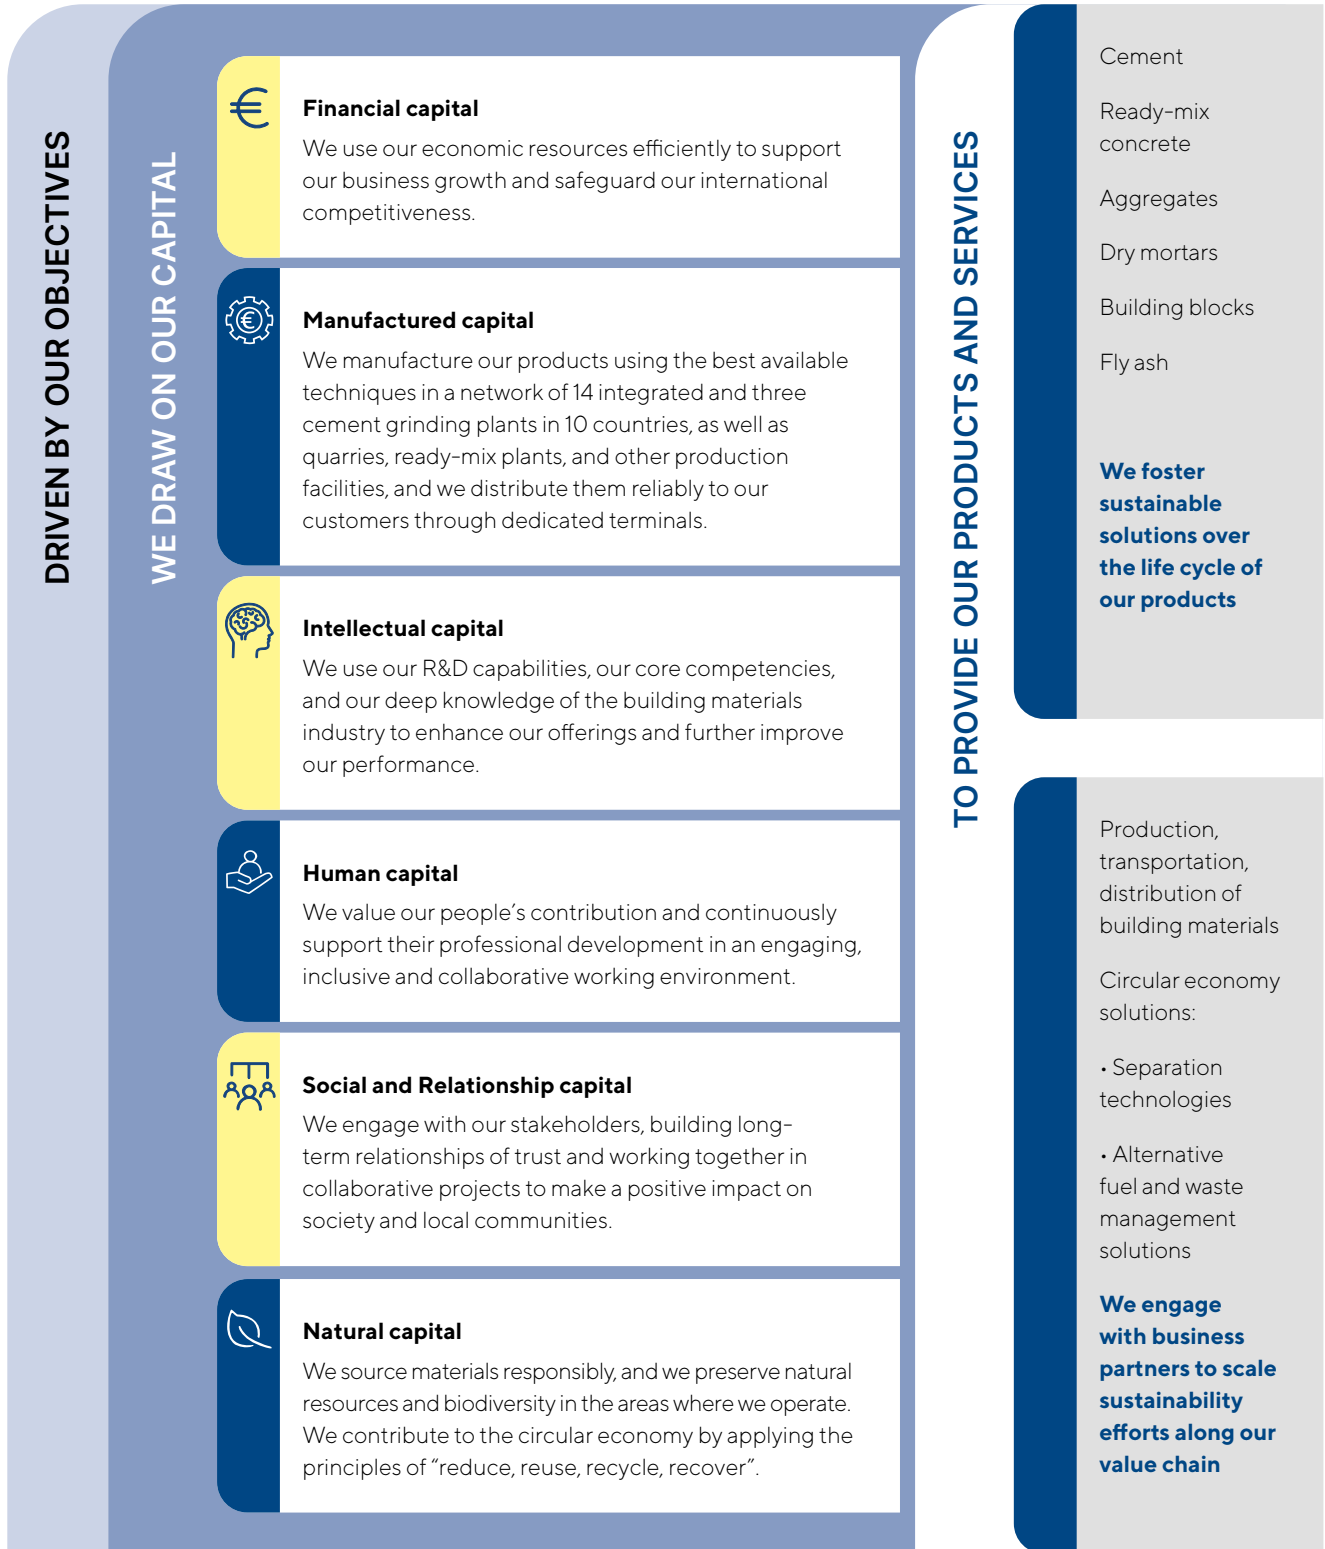 DRIVEN BY OUR OBJECTIVES
WE DRAW ON OUR CAPITAL
Financial capital
We use our economic resources efficiently to support
our business growth and safeguard our international
competitiveness.
Manufactured capital
We manufacture our products using the best available
techniques in a network of 14 integrated and three
cement grinding plants in 10 countries, as well as
quarries, ready-mix plants, and other production
facilities, and we distribute them reliably to our
customers through dedicated terminals.
Intellectual capital
We use our R&D capabilities, our core competencies,
and our deep knowledge of the building materials
industry to enhance our offerings and further improve
our performance.
Human capital
We value our people’s contribution and continuously
support their professional development in an engaging,
inclusive and collaborative working environment.
Social and Relationship capital
We engage with our stakeholders, building long-
term relationships of trust and working together in
collaborative projects to make a positive impact on
society and local communities.
Natural capital
We source materials responsibly, and we preserve natural
resources and biodiversity in the areas where we operate.
We contribute to the circular economy by applying the
principles of “reduce, reuse, recycle, recover”.
TO PROVIDE OUR PRODUCTS AND SERVICES
Cement
Ready-mix
concrete
Aggregates
Dry mortars
Building blocks
Fly ash
We foster
sustainable
solutions over
the life cycle of
our products
Production,
transportation,
distribution of
building materials
Circular economy
solutions:
• Separation
technologies
• Alternative
fuel and waste
management
solutions
We engage
with business
partners to scale
sustainability
efforts along our
value chain